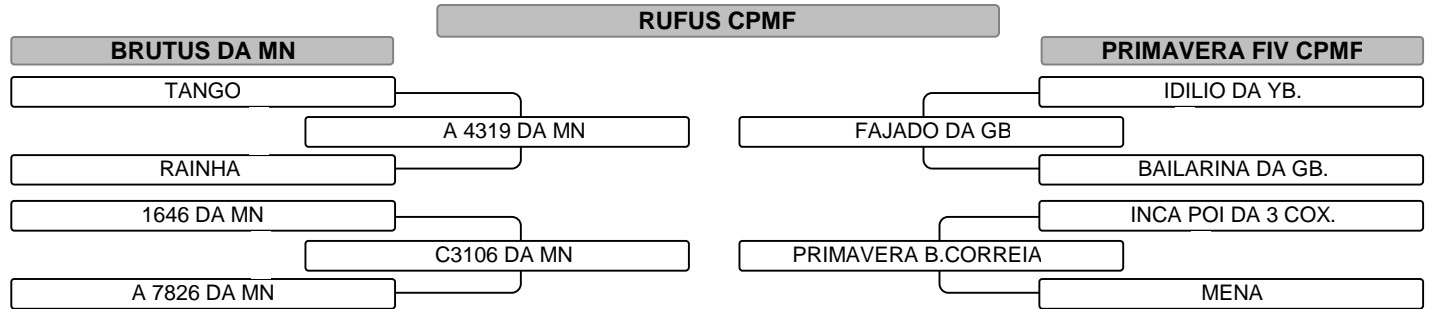 RUFUS CPMF
BRUTUS DA MN
PRIMAVERA FIV CPMF
TANGO
IDILIO DA YB.
A 4319 DA MN
FAJADO DA GB
RAINHA
BAILARINA DA GB.
1646 DA MN
INCA POI DA 3 COX.
C3106 DA MN
PRIMAVERA B.CORREIA
A 7826 DA MN
MENA